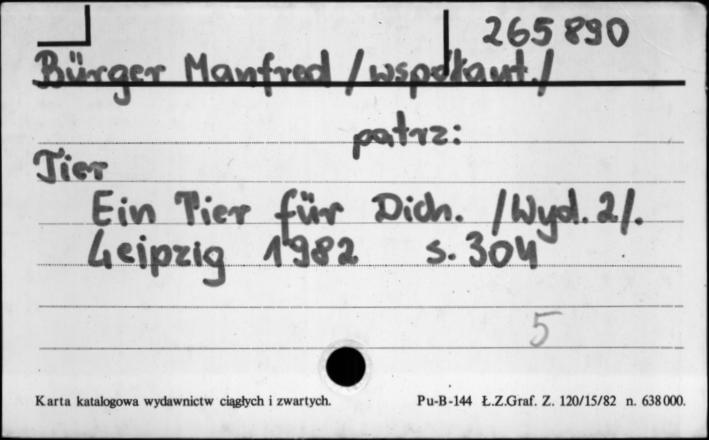 265890
Bürger Manfred /współaut./
patrz:
Tier
Ein Tier für Dich. /Wyd. 2/.
Leipzig 1982 s. 304
5
Karta katalogowa wydawnictw ciągłych i zwartych. Pu-B-144 Ł.Z.Graf. Z. 120/15/82 n. 638000.